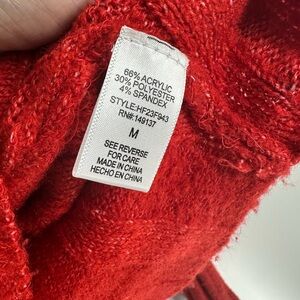 66% ACRYLIC
30% POLYESTER
4% SPANDEX
STYLE:HF23F943
RN#:149137
M
SEE REVERSE
FOR CARE
MADE IN CHINA
HECHO EN CHINA